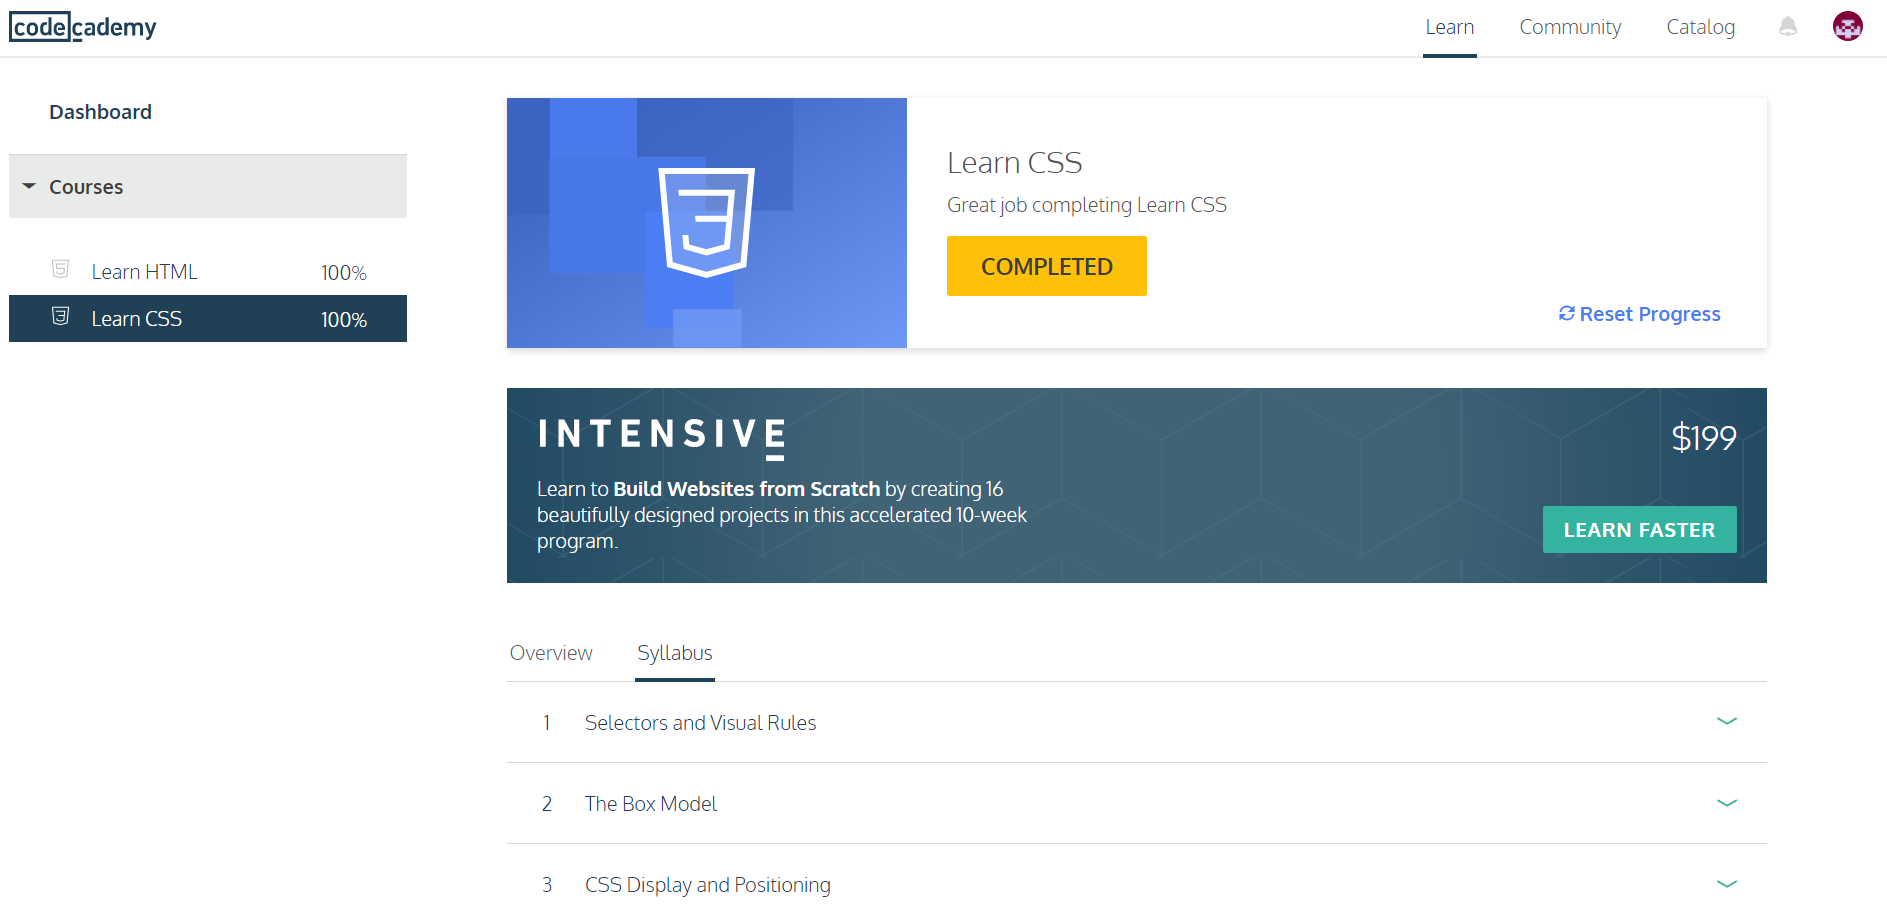 codecademy
Learn
Community
Catalog
Dashboard
Courses
Learn HTML 100%
Learn CSS 100%
Learn CSS
Great job completing Learn CSS
COMPLETED
Reset Progress
INTENSIVE
$199
Learn to Build Websites from Scratch by creating 16
beautifully designed projects in this accelerated 10-week
program.
LEARN FASTER
Overview
Syllabus
1 Selectors and Visual Rules
2 The Box Model
3 CSS Display and Positioning